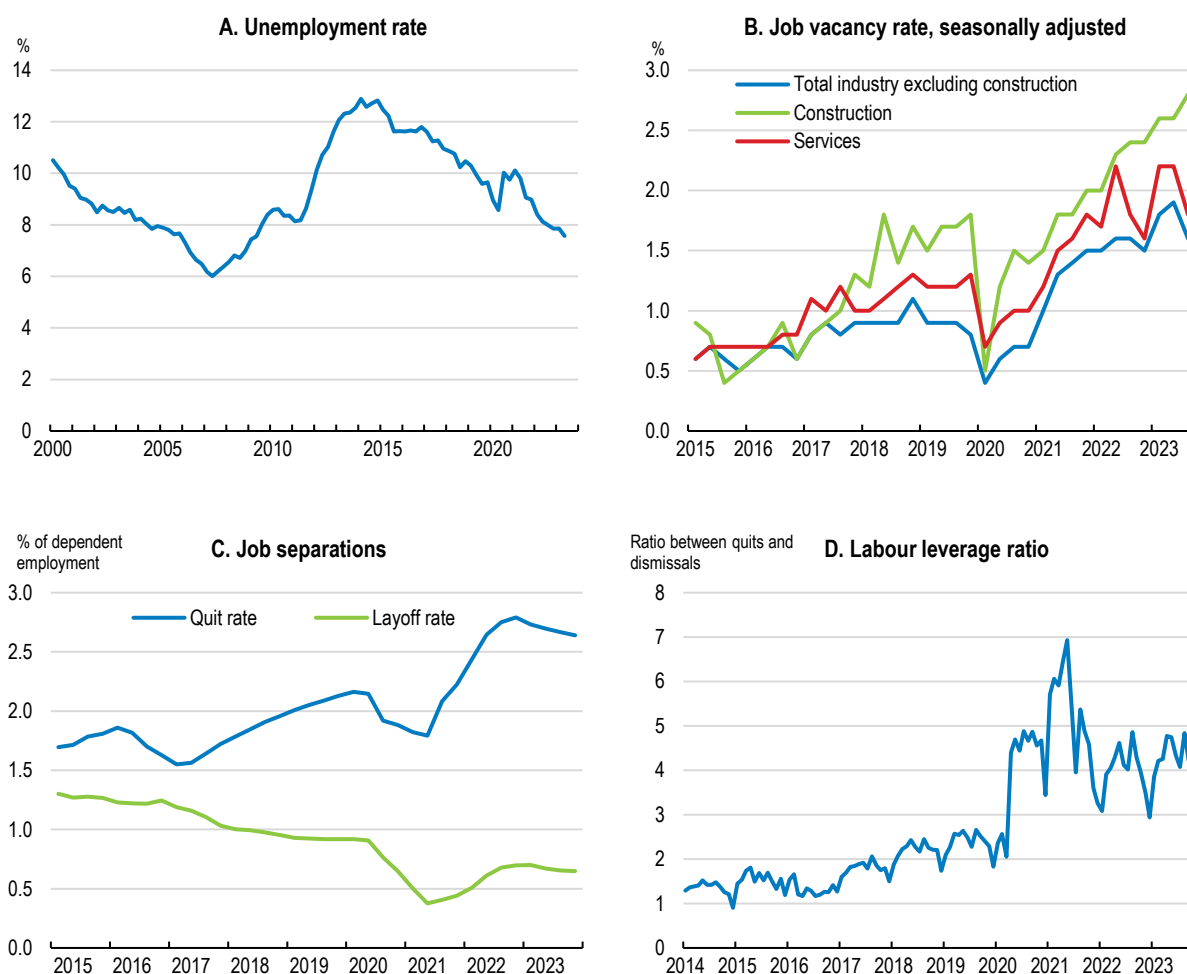 A. Unemployment rate
%
14
12
10
8
6
4
2
0
2000 2005 2010 2015 2020
B. Job vacancy rate, seasonally adjusted
%
3.0
2.5
2.0
1.5
1.0
0.5
0.0
Total industry excluding construction
Construction
Services
2015 2016 2017 2018 2019 2020 2021 2022 2023
% of dependent
employment
C. Job separations
3.0
2.5
2.0
1.5
1.0
0.5
0.0
Quit rate Layoff rate
2015 2016 2017 2018 2019 2020 2021 2022 2023
Ratio between quits and
dismissals
D. Labour leverage ratio
8
7
6
5
4
3
2
1
0
2014 2015 2016 2017 2018 2019 2020 2021 2022 2023